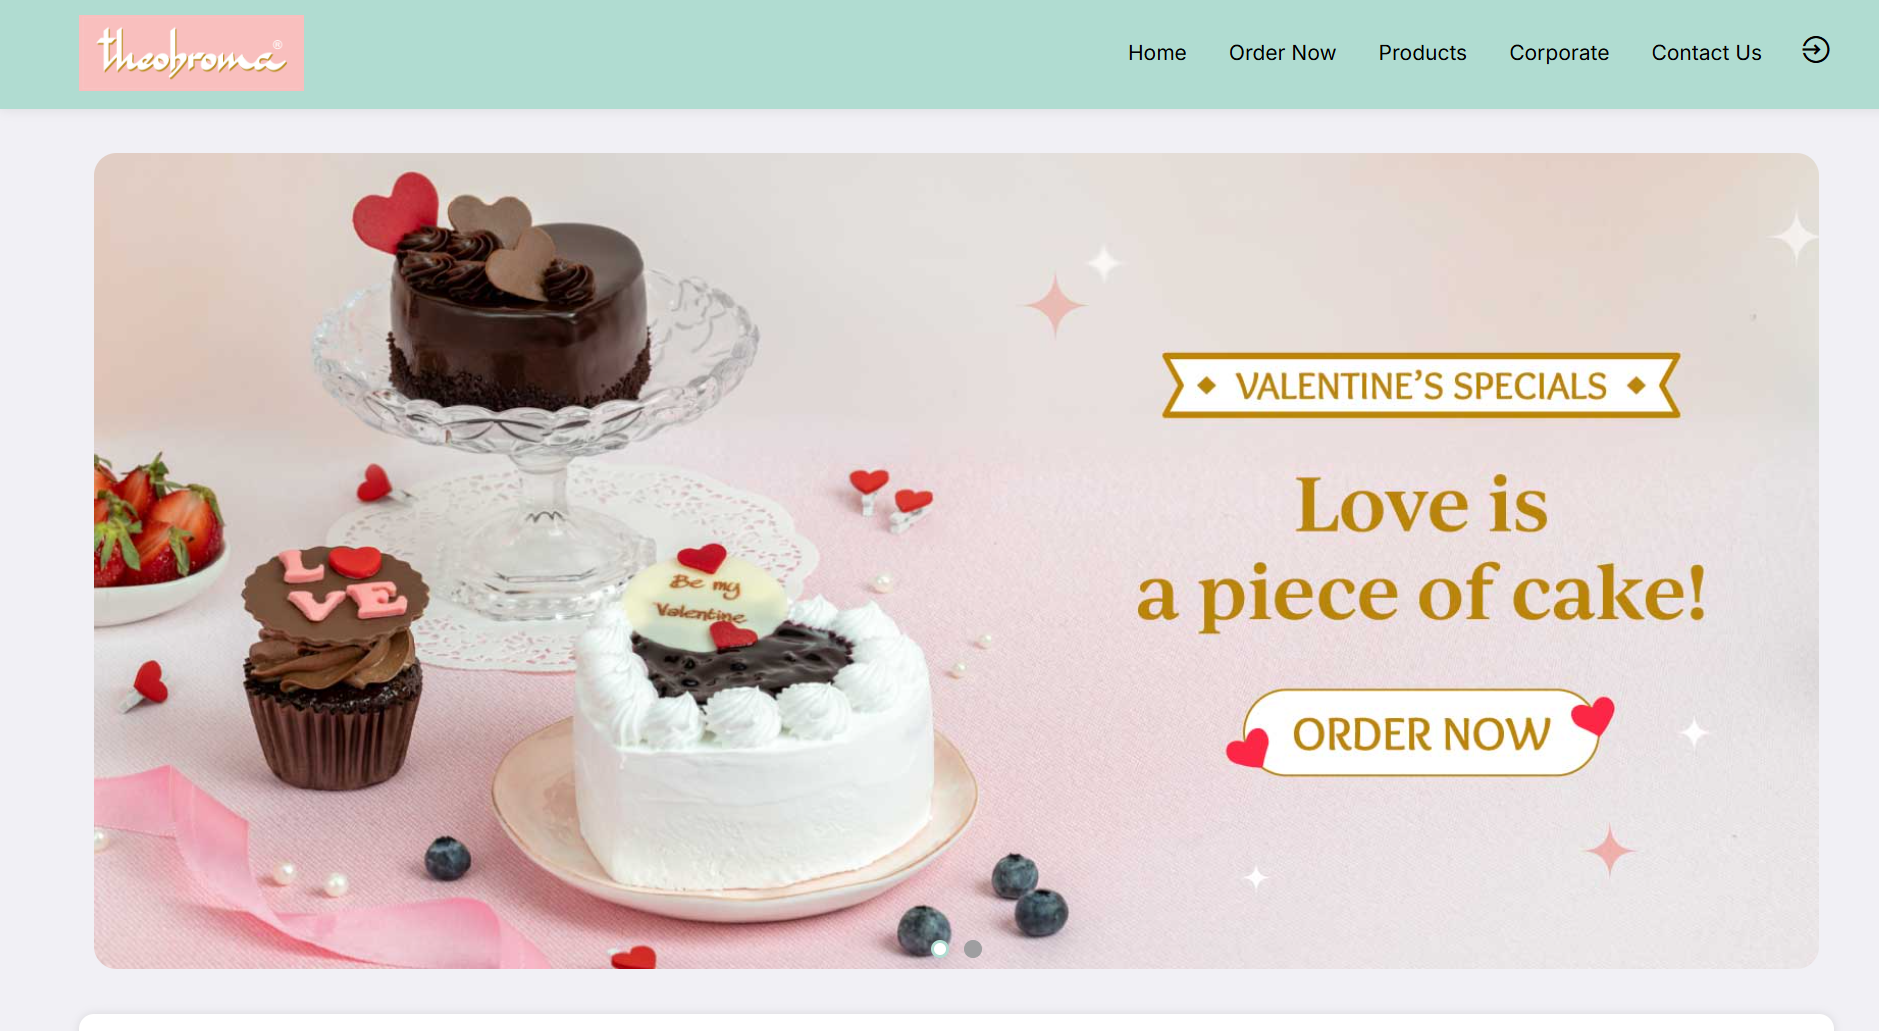 theobroma®
Home Order Now Products Corporate Contact Us
VALENTINE'S SPECIALS
Love is
a piece of cake!
ORDER NOW
LOVE
Be my
Valentine